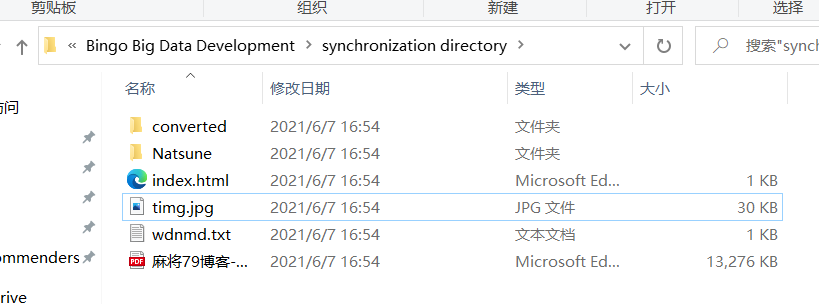 剪贴板 组织 新建 打开 选择
« Bingo Big Data Development › synchronization directory › 搜索"sync
名称 修改日期 类型 大小
访问
converted 2021/6/7 16:54 文件夹
Natsune 2021/6/7 16:54 文件夹
index.html 2021/6/7 16:54 Microsoft Ed... 1 KB
timg.jpg 2021/6/7 16:54 JPG 文件 30 KB
wdnmd.txt 2021/6/7 16:54 文本文档 1 KB
ommenders PDF 麻将79博客-... 2021/6/7 16:54 Microsoft Ed... 13,276 KB
rive